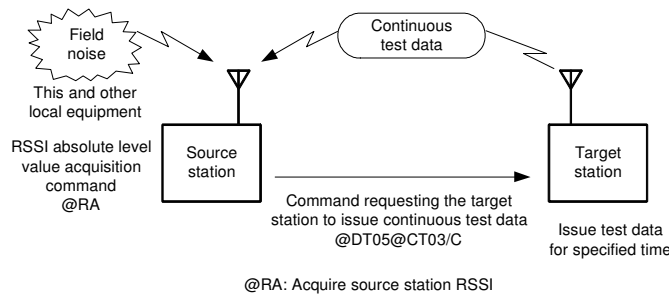 Field
noise
Continuous
test data
This and other
local equipment
RSSI absolute level
value acquisition
command
@RA
Source
station
Target
station
Command requesting the target
station to issue continuous test data
@DT05@CT03/C
Issue test data
for specified time
@RA: Acquire source station RSSI